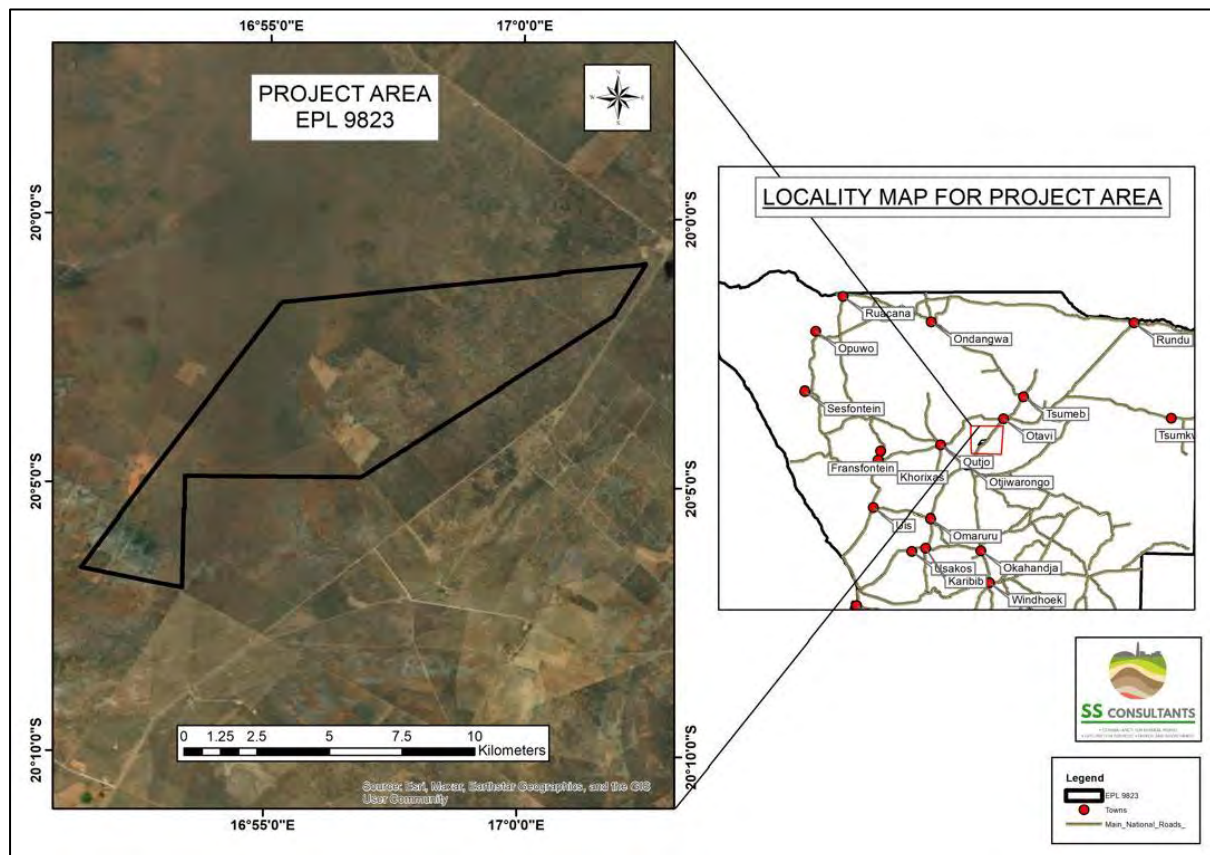 16°55'0"E
17°0'0"E
PROJECT AREA
EPL 9823
N
W
E
S
20°0'0"S
20°0'0"S
20°5'0"S
20°5'0"S
20°10'0"S
20°10'0"S
0 1.25 2.5 5 7.5 10
Kilometers
Source: Esri, Maxar, Earthstar Geographics, and the GIS
User Community
16°55'0"E
17°0'0"E
LOCALITY MAP FOR PROJECT AREA
Ruacana
Ondangwa
Rundu
Opuwo
Sesfontein
Tsumeb
Otavi
Tsumkw
Outjo
Fransfontein
Khorixas
Otjiwarongo
Uis
Omaruru
Usakos
Karibib
Okahandja
Windhoek
SS CONSULTANTS
Legend
EPL 9823
Towns
Main_National_Roads_